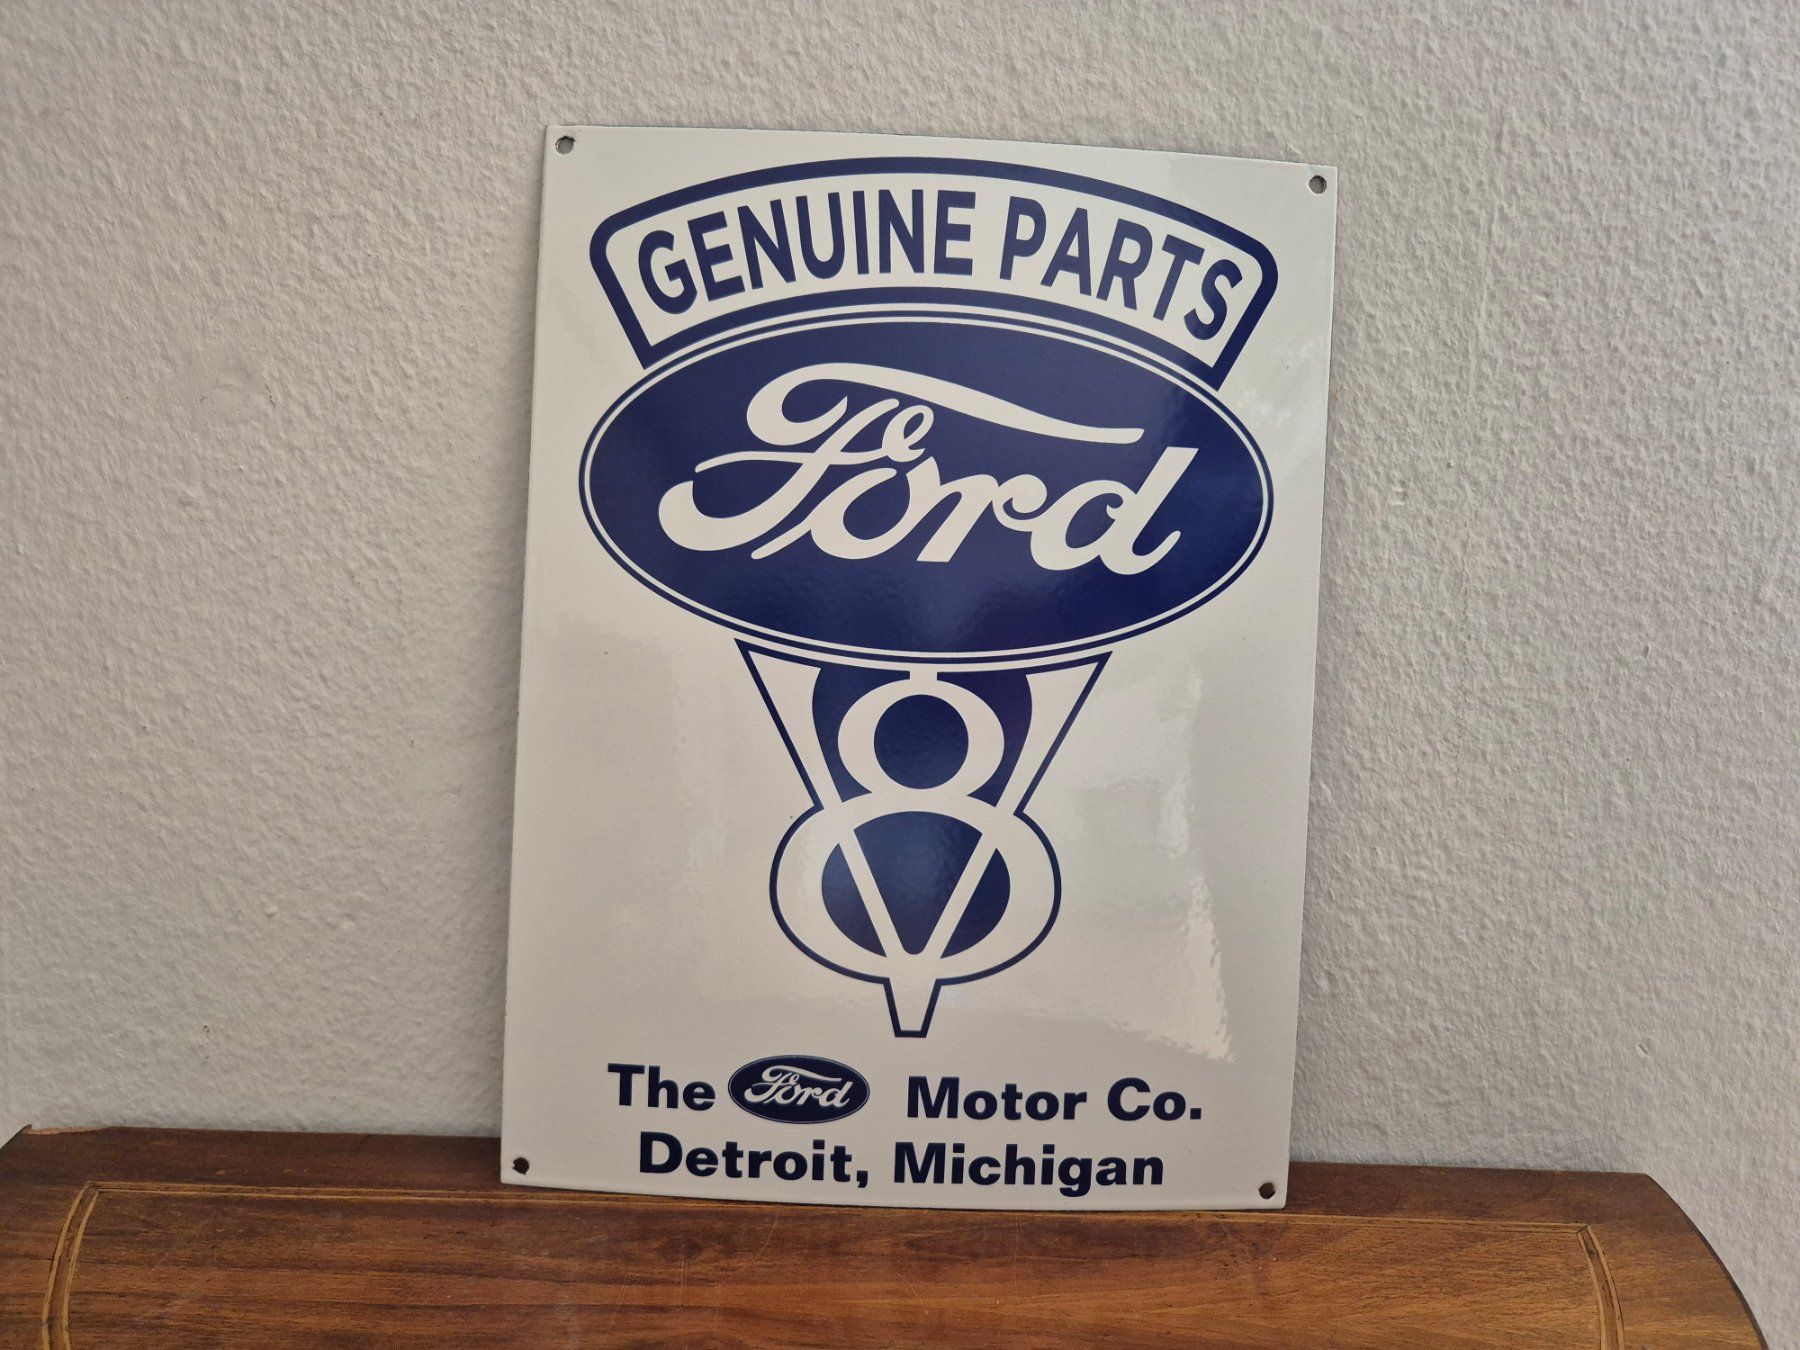 GENUINE PARTS
Ford
V8
The Ford Motor Co.
Detroit, Michigan